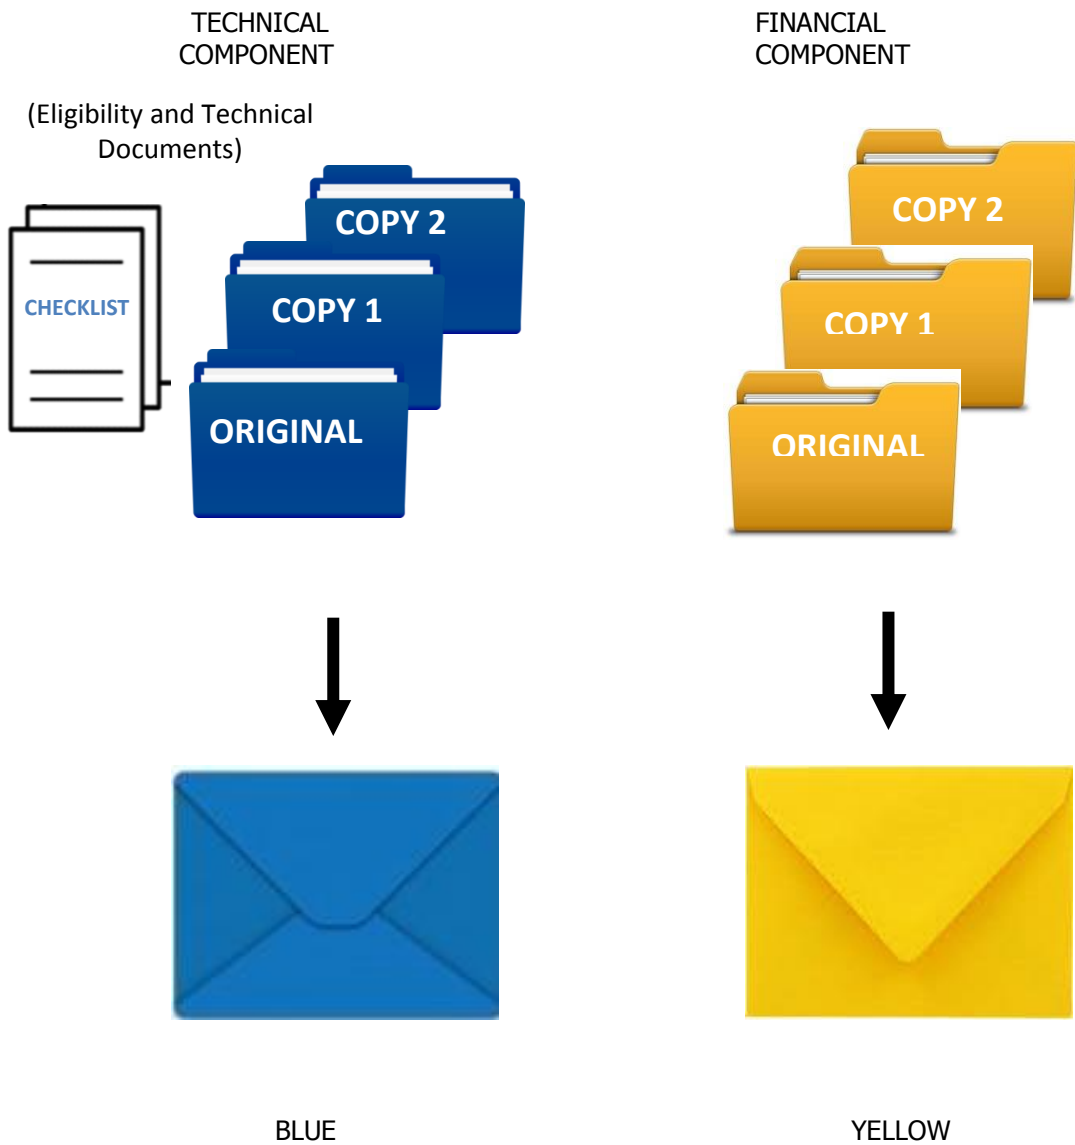 TECHNICAL
COMPONENT
(Eligibility and Technical
Documents)
CHECKLIST
COPY 2
COPY 1
ORIGINAL
FINANCIAL
COMPONENT
COPY 2
COPY 1
ORIGINAL
BLUE
YELLOW